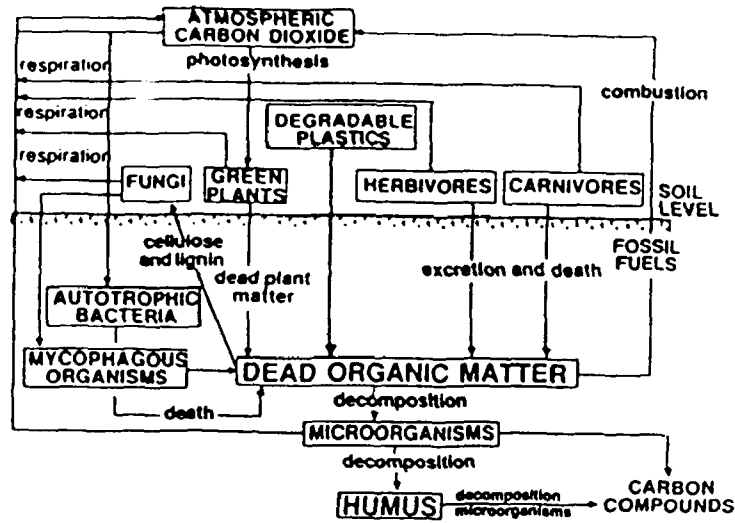 ATMOSPHERIC
CARBON DIOXIDE
photosynthesis
respiration
combustion
respiration
DEGRADABLE
PLASTICS
respiration
FUNGI
GREEN
PLANTS
HERBIVORES
CARNIVORES
SOIL
LEVEL
cellulose
and lignin
FOSSIL
FUELS
dead plant
matter
excretion and death
AUTOTROPHIC
BACTERIA
MYCOPHAGOUS
ORGANISMS
DEAD ORGANIC MATTER
death
decomposition
MICROORGANISMS
decomposition
HUMUS
decomposition
microorganisms
CARBON
COMPOUNDS